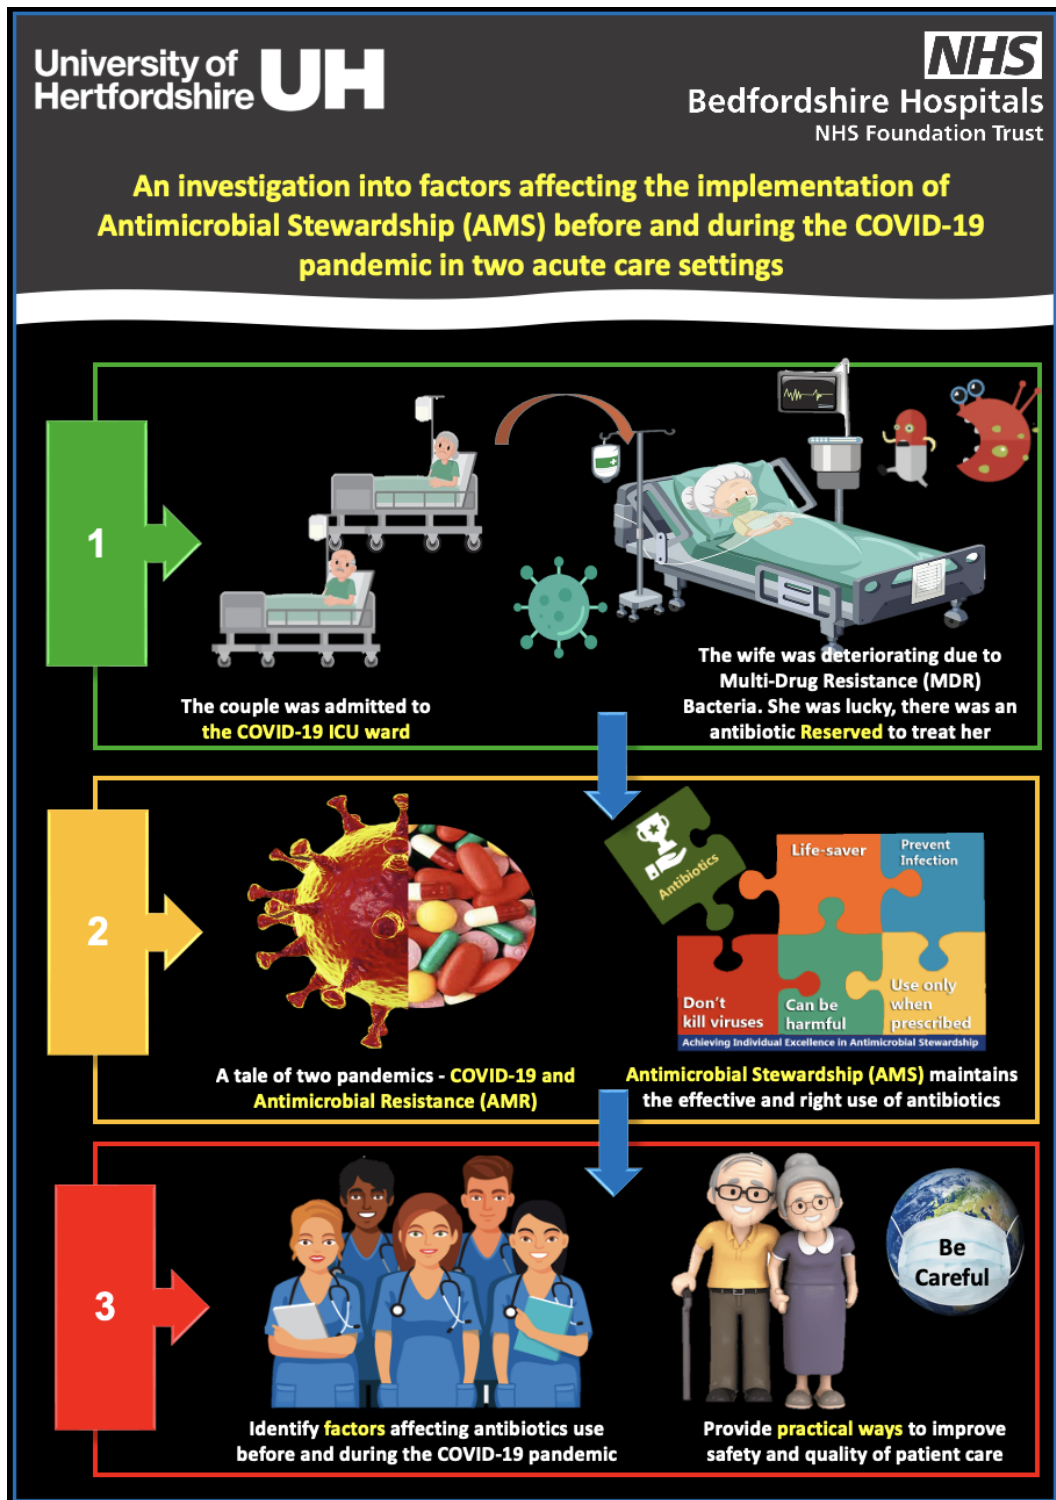 University of
Hertfordshire
UH
NHS
Bedfordshire Hospitals
NHS Foundation Trust
An investigation into factors affecting the implementation of
Antimicrobial Stewardship (AMS) before and during the COVID-19
pandemic in two acute care settings
1
The couple was admitted to
the COVID-19 ICU ward
The wife was deteriorating due to
Multi-Drug Resistance (MDR)
Bacteria. She was lucky, there was an
antibiotic Reserved to treat her
2
A tale of two pandemics - COVID-19 and
Antimicrobial Resistance (AMR)
Antibiotics
Life-saver
Prevent
Infection
Don't
kill viruses
Can be
harmful
Use only
when
prescribed
Achieving Individual Excellence in Antimicrobial Stewardship
Antimicrobial Stewardship (AMS) maintains
the effective and right use of antibiotics
3
Identify factors affecting antibiotics use
before and during the COVID-19 pandemic
Be
Careful
Provide practical ways to improve
safety and quality of patient care